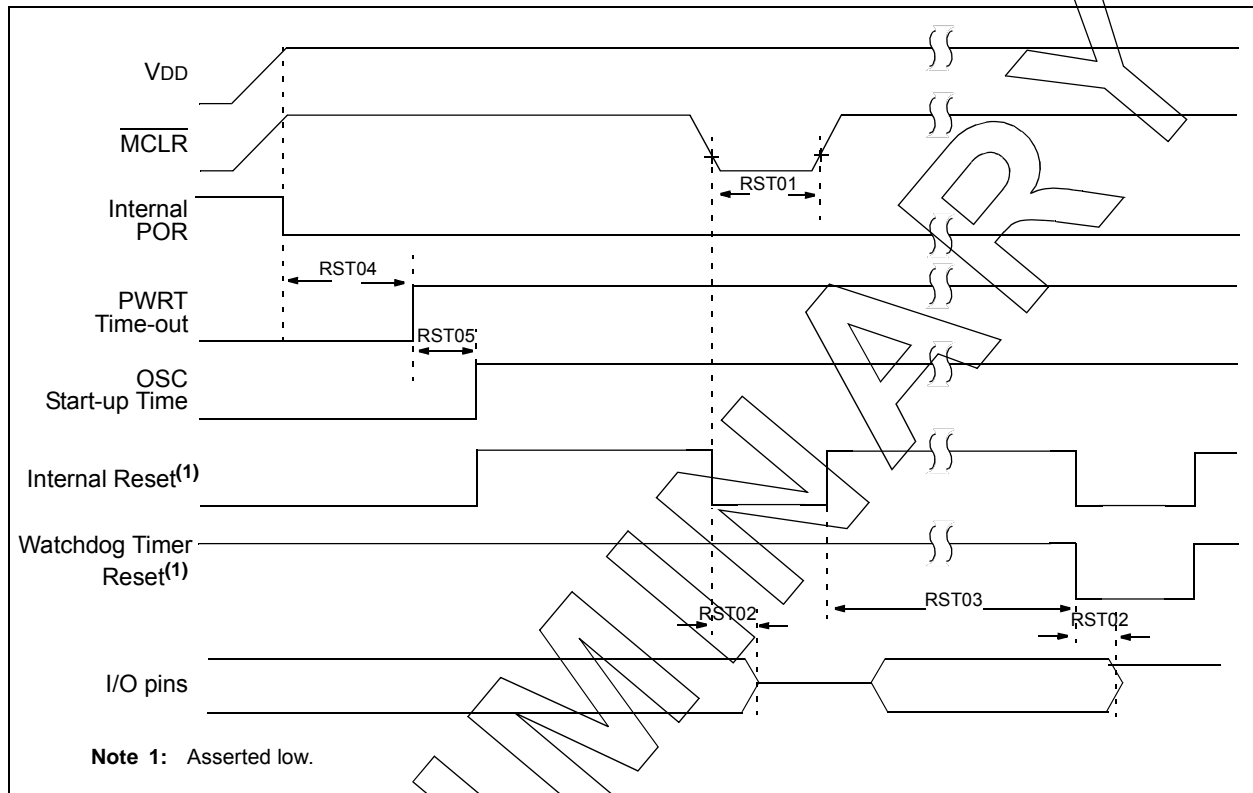 VDD
MCLR
RST01
Internal
POR
RST04
PWRT
Time-out
RST05
OSC
Start-up Time
Internal Reset(1)
Watchdog Timer
Reset(1)
RST03
RST02
RST02
I/O pins
Note 1: Asserted low.
IMINARY